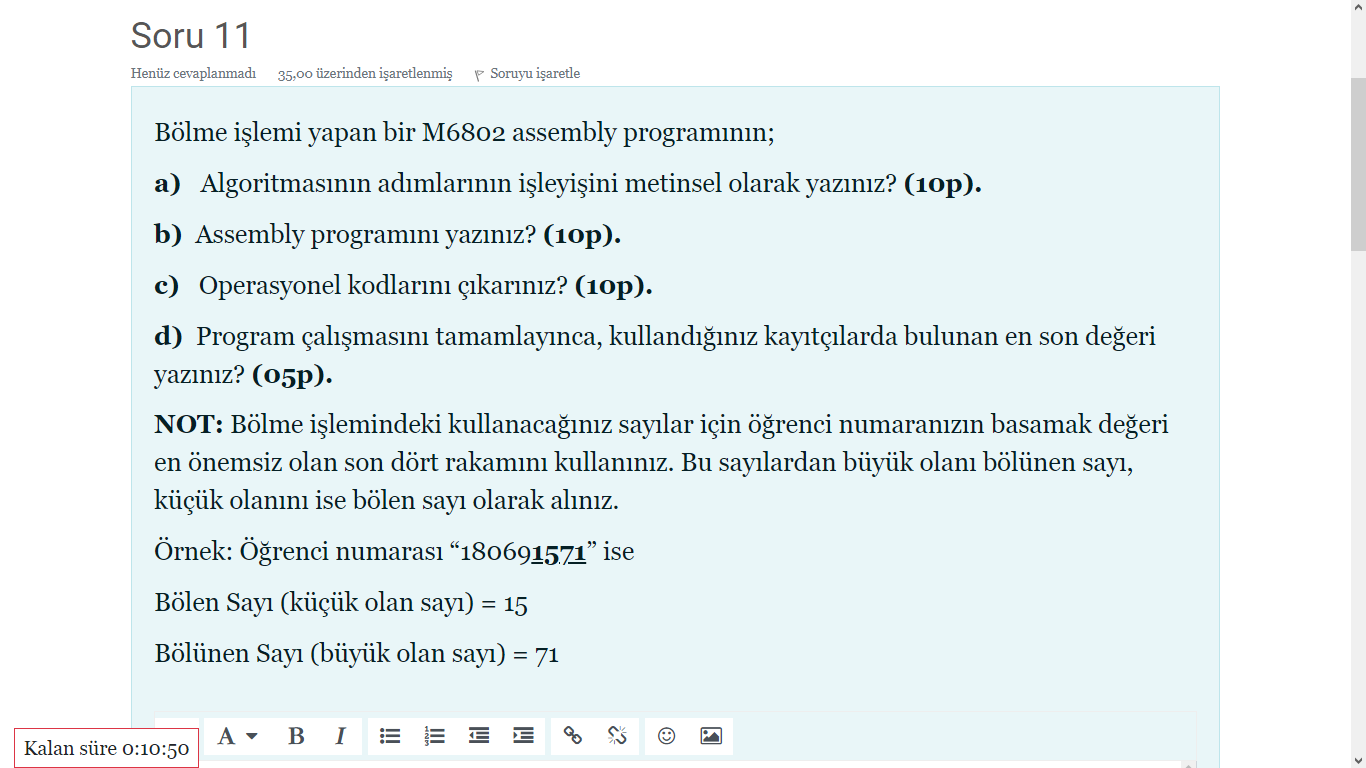 Soru 11
Henüz cevaplanmadı 35,00 üzerinden işaretlenmiş Soruyu işaretle
Bölme işlemi yapan bir M6802 assembly programının;
a) Algoritmasının adımlarının işleyişini metinsel olarak yazınız? (10p).
b) Assembly programını yazınız? (10p).
c) Operasyonel kodlarını çıkarınız? (10p).
d) Program çalışmasını tamamlayınca, kullandığınız kayıtçılarda bulunan en son değeri
yazınız? (05p).
NOT: Bölme işlemindeki kullanacağınız sayılar için öğrenci numaranızın basamak değeri
en önemsiz olan son dört rakamını kullanınız. Bu sayılardan büyük olanı bölünen sayı,
küçük olanını ise bölen sayı olarak alınız.
Örnek: Öğrenci numarası “180691571” ise
Bölen Sayı (küçük olan sayı) = 15
Bölünen Sayı (büyük olan sayı) = 71
A B I
Kalan süre 0:10:50